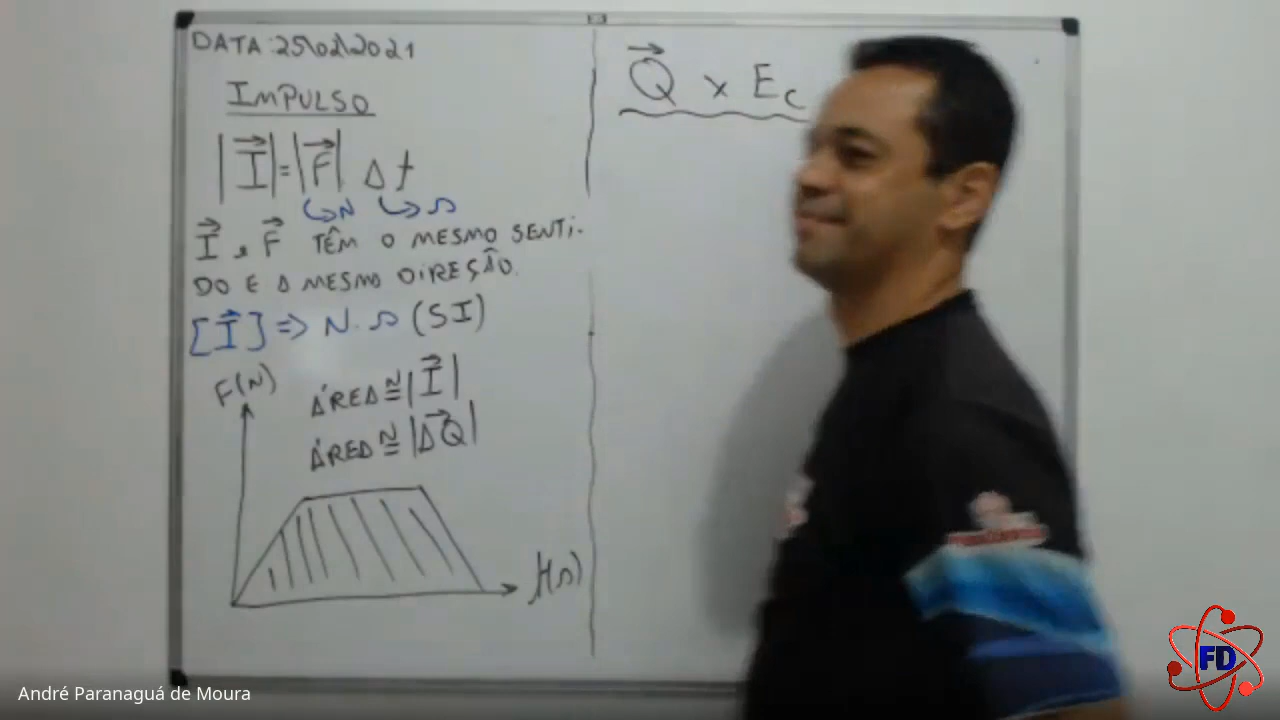 DATA: 25\02\2021
IMPULSO
|I⃗| = |F⃗| Δt
↳N ↳s
I⃗ e F⃗ TÊM O MESMO SENTI-
DO E A MESMO DIREÇÃO.
[I⃗] => N.s (SI)
F(N)
ÁREA ≅ᴺ |I⃗|
ÁREA ≅ᴺ |ΔQ⃗|
t(s)
Q⃗ x Ec
André Paranaguá de Moura
FD